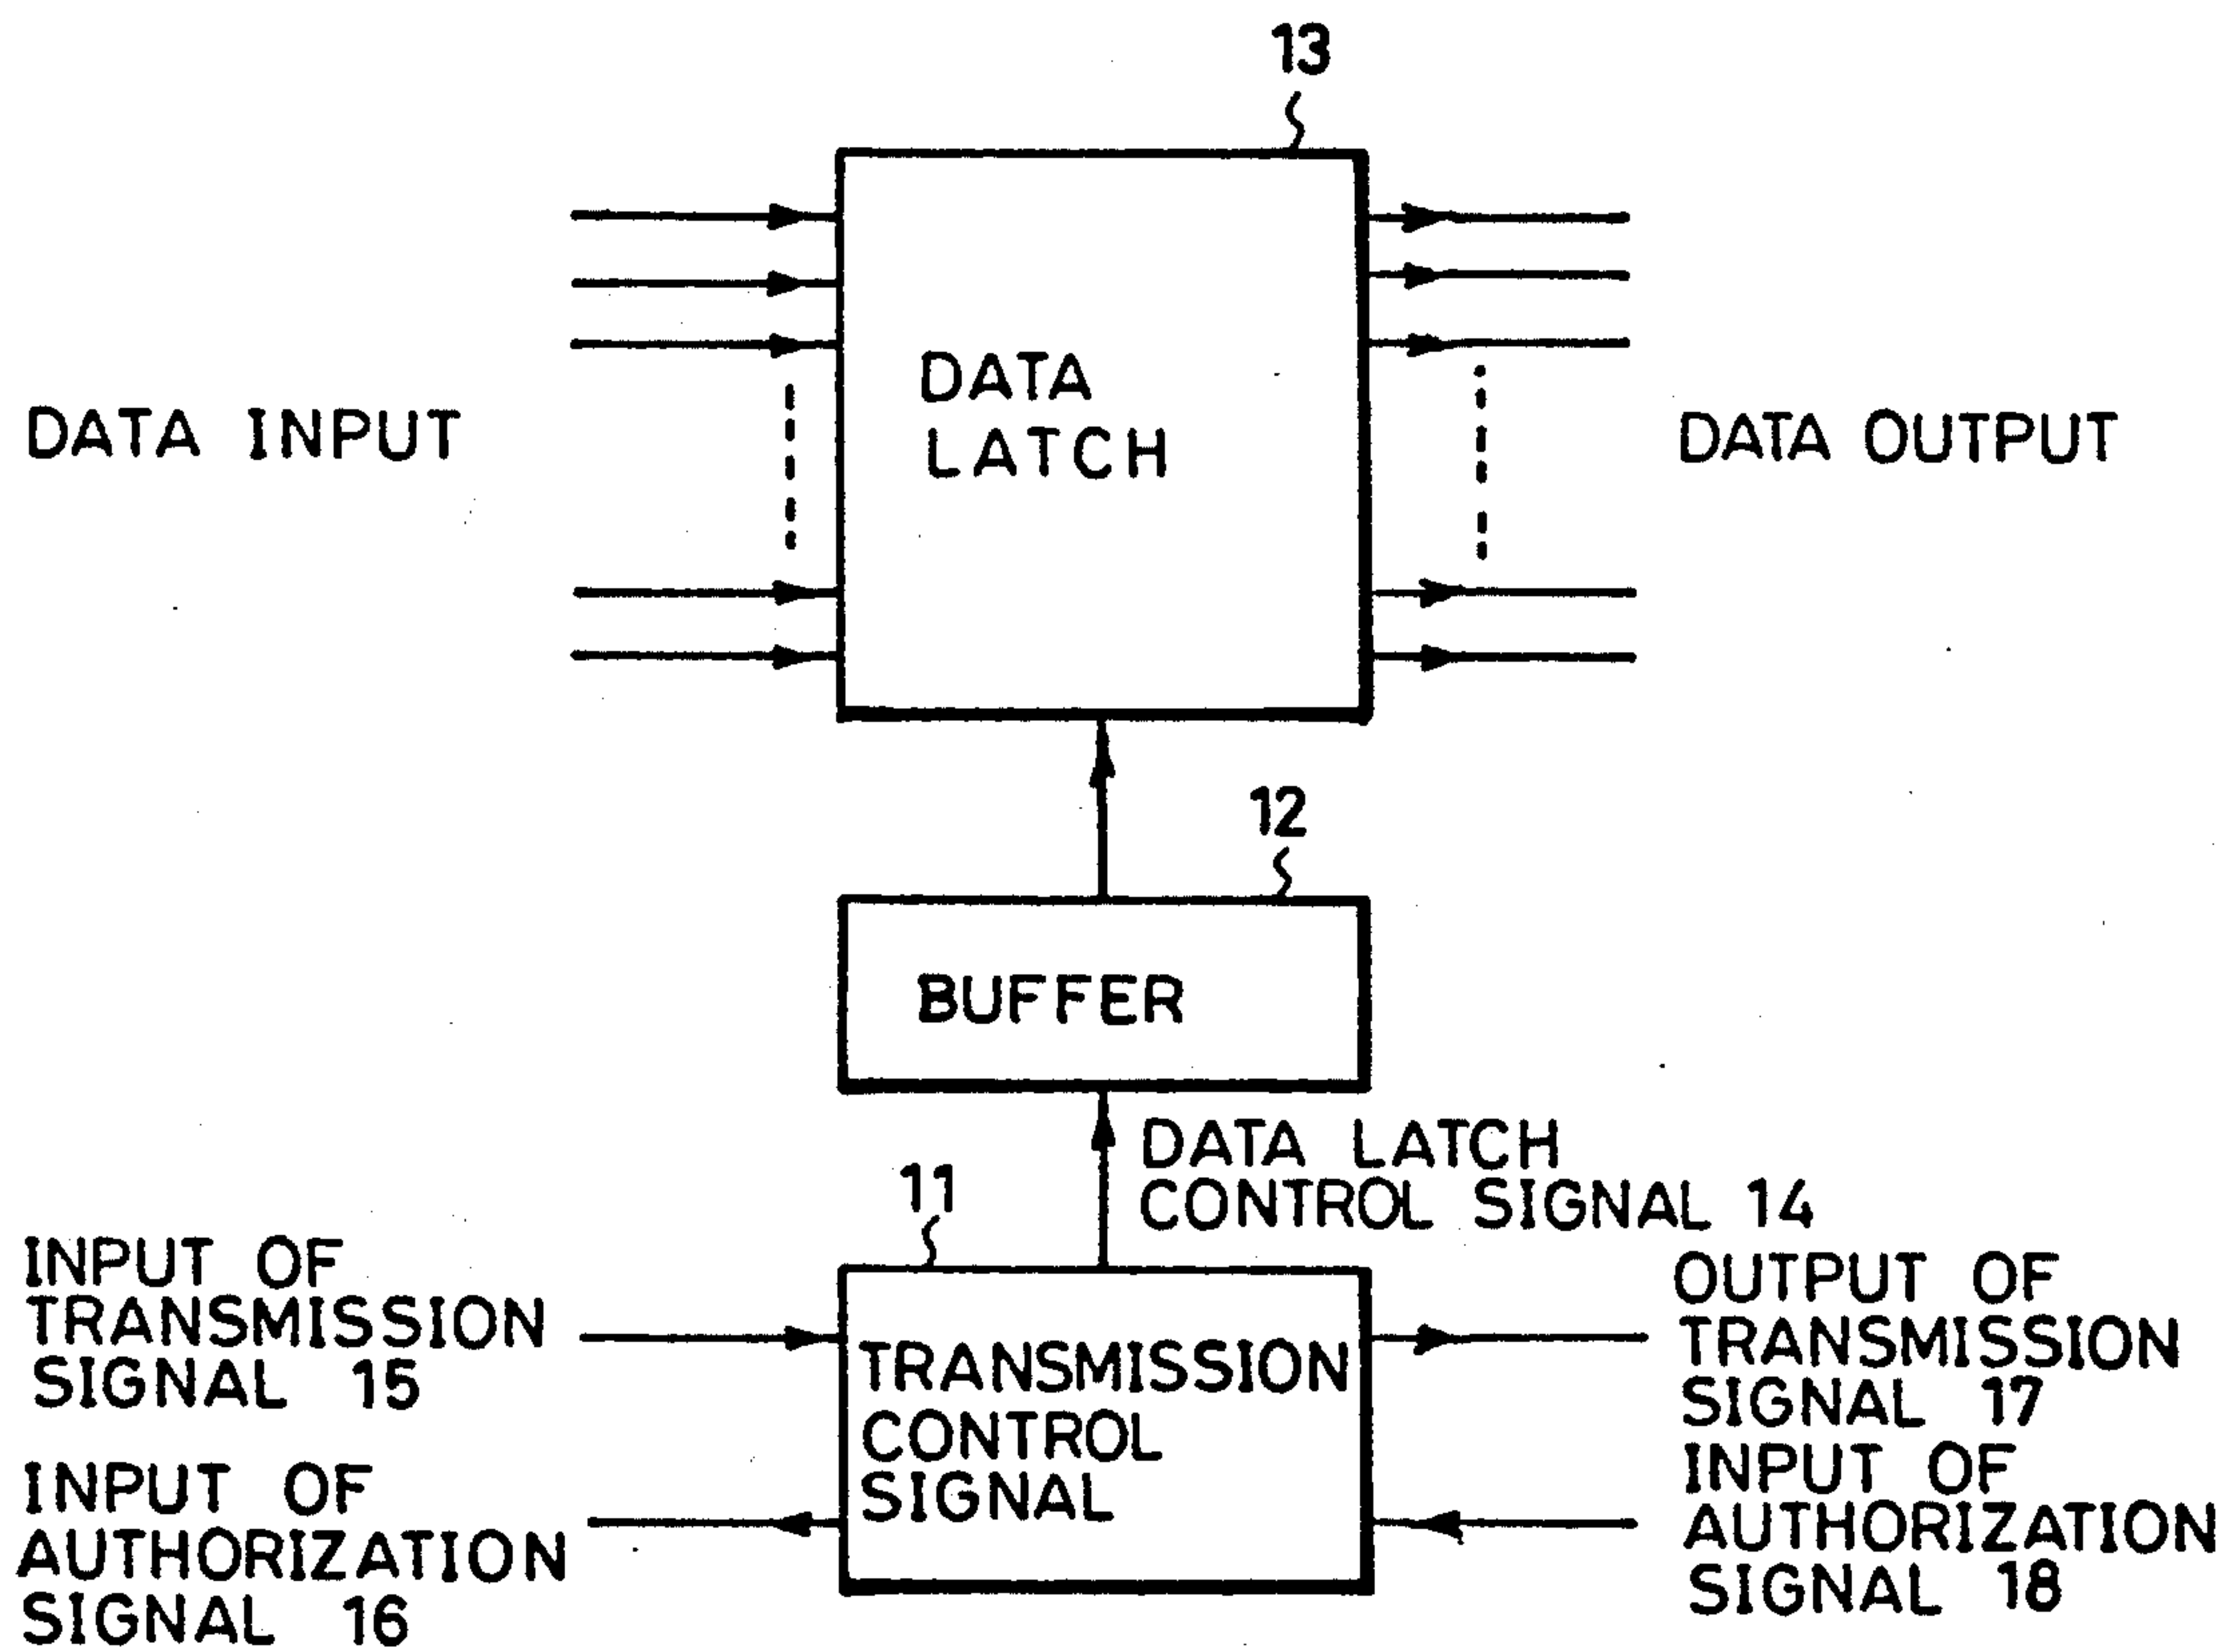 13
DATA INPUT
DATA
LATCH
DATA OUTPUT
12
BUFFER
DATA LATCH
CONTROL SIGNAL 14
11
INPUT OF
TRANSMISSION
SIGNAL 15
INPUT OF
AUTHORIZATION
SIGNAL 16
TRANSMISSION
CONTROL
SIGNAL
OUTPUT OF
TRANSMISSION
SIGNAL 17
INPUT OF
AUTHORIZATION
SIGNAL 18